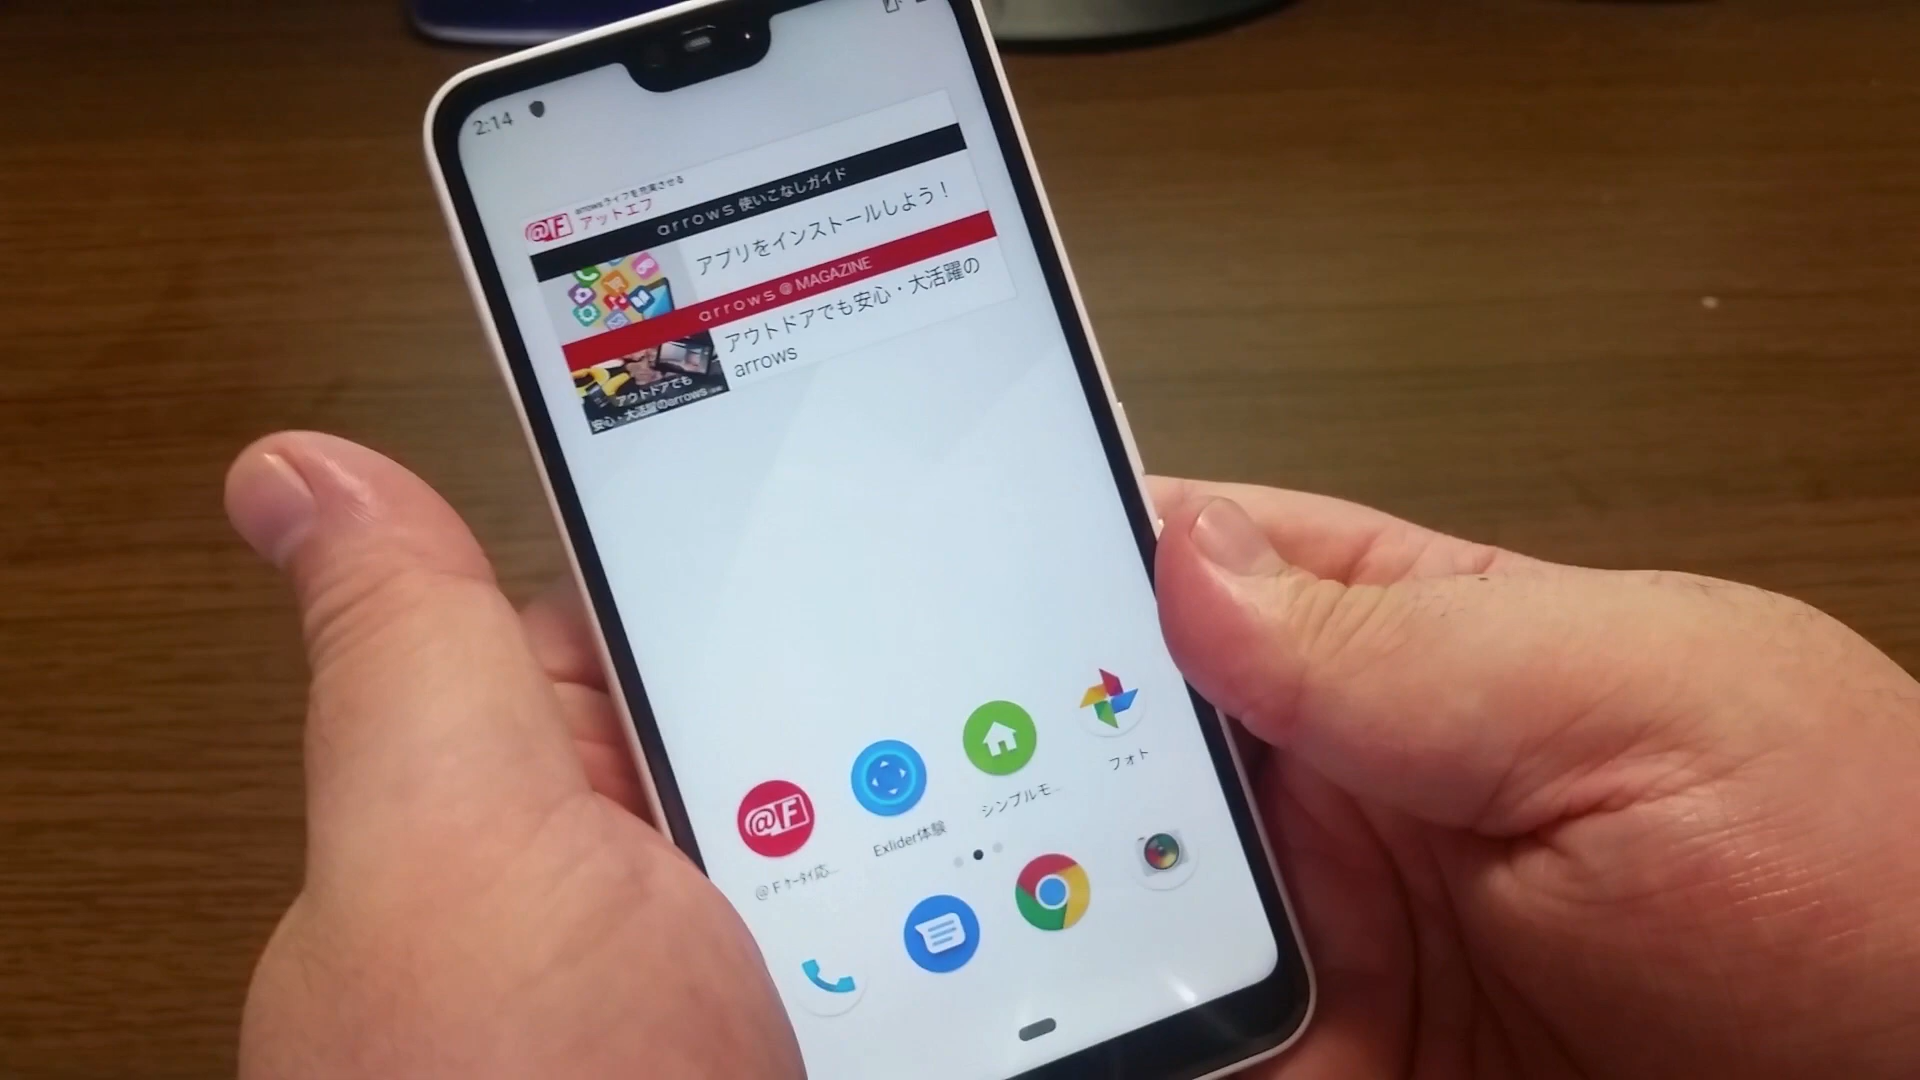 2:14
arrowsライフを充実させる
@F アットエフ
arrows 使いこなしガイド
アプリをインストールしよう！
arrows @ MAGAZINE
アウトドアでも安心・大活躍の
arrows
アウトドアでも
安心・大活躍のarrows
@F
@Fケータイ応...
Exlider体験
シンプルモ...
フォト